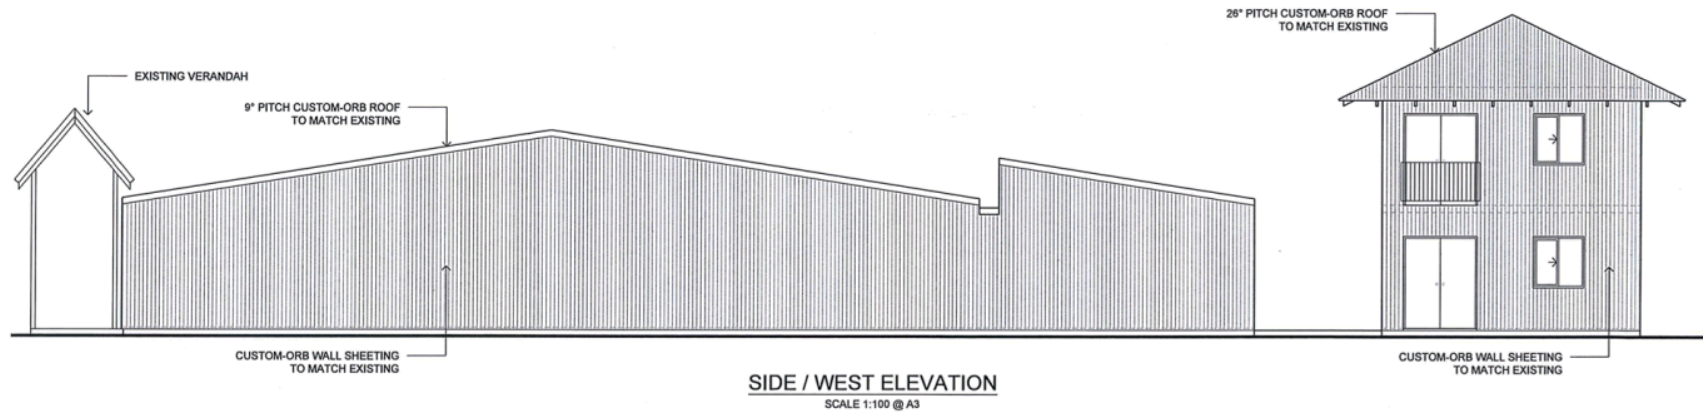 26° PITCH CUSTOM-ORB ROOF
TO MATCH EXISTING
EXISTING VERANDAH
9° PITCH CUSTOM-ORB ROOF
TO MATCH EXISTING
CUSTOM-ORB WALL SHEETING
TO MATCH EXISTING
CUSTOM-ORB WALL SHEETING
TO MATCH EXISTING
SIDE / WEST ELEVATION
SCALE 1:100 @ A3